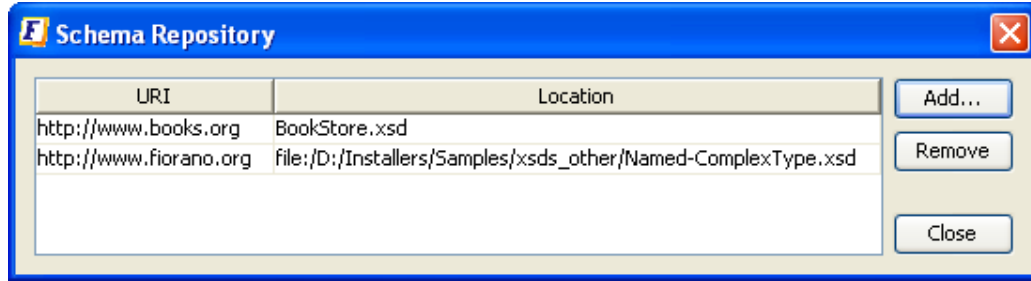 Schema Repository
URI Location
http://www.books.org BookStore.xsd
http://www.fiorano.org file:/D:/Installers/Samples/xsds_other/Named-ComplexType.xsd
Add...
Remove
Close